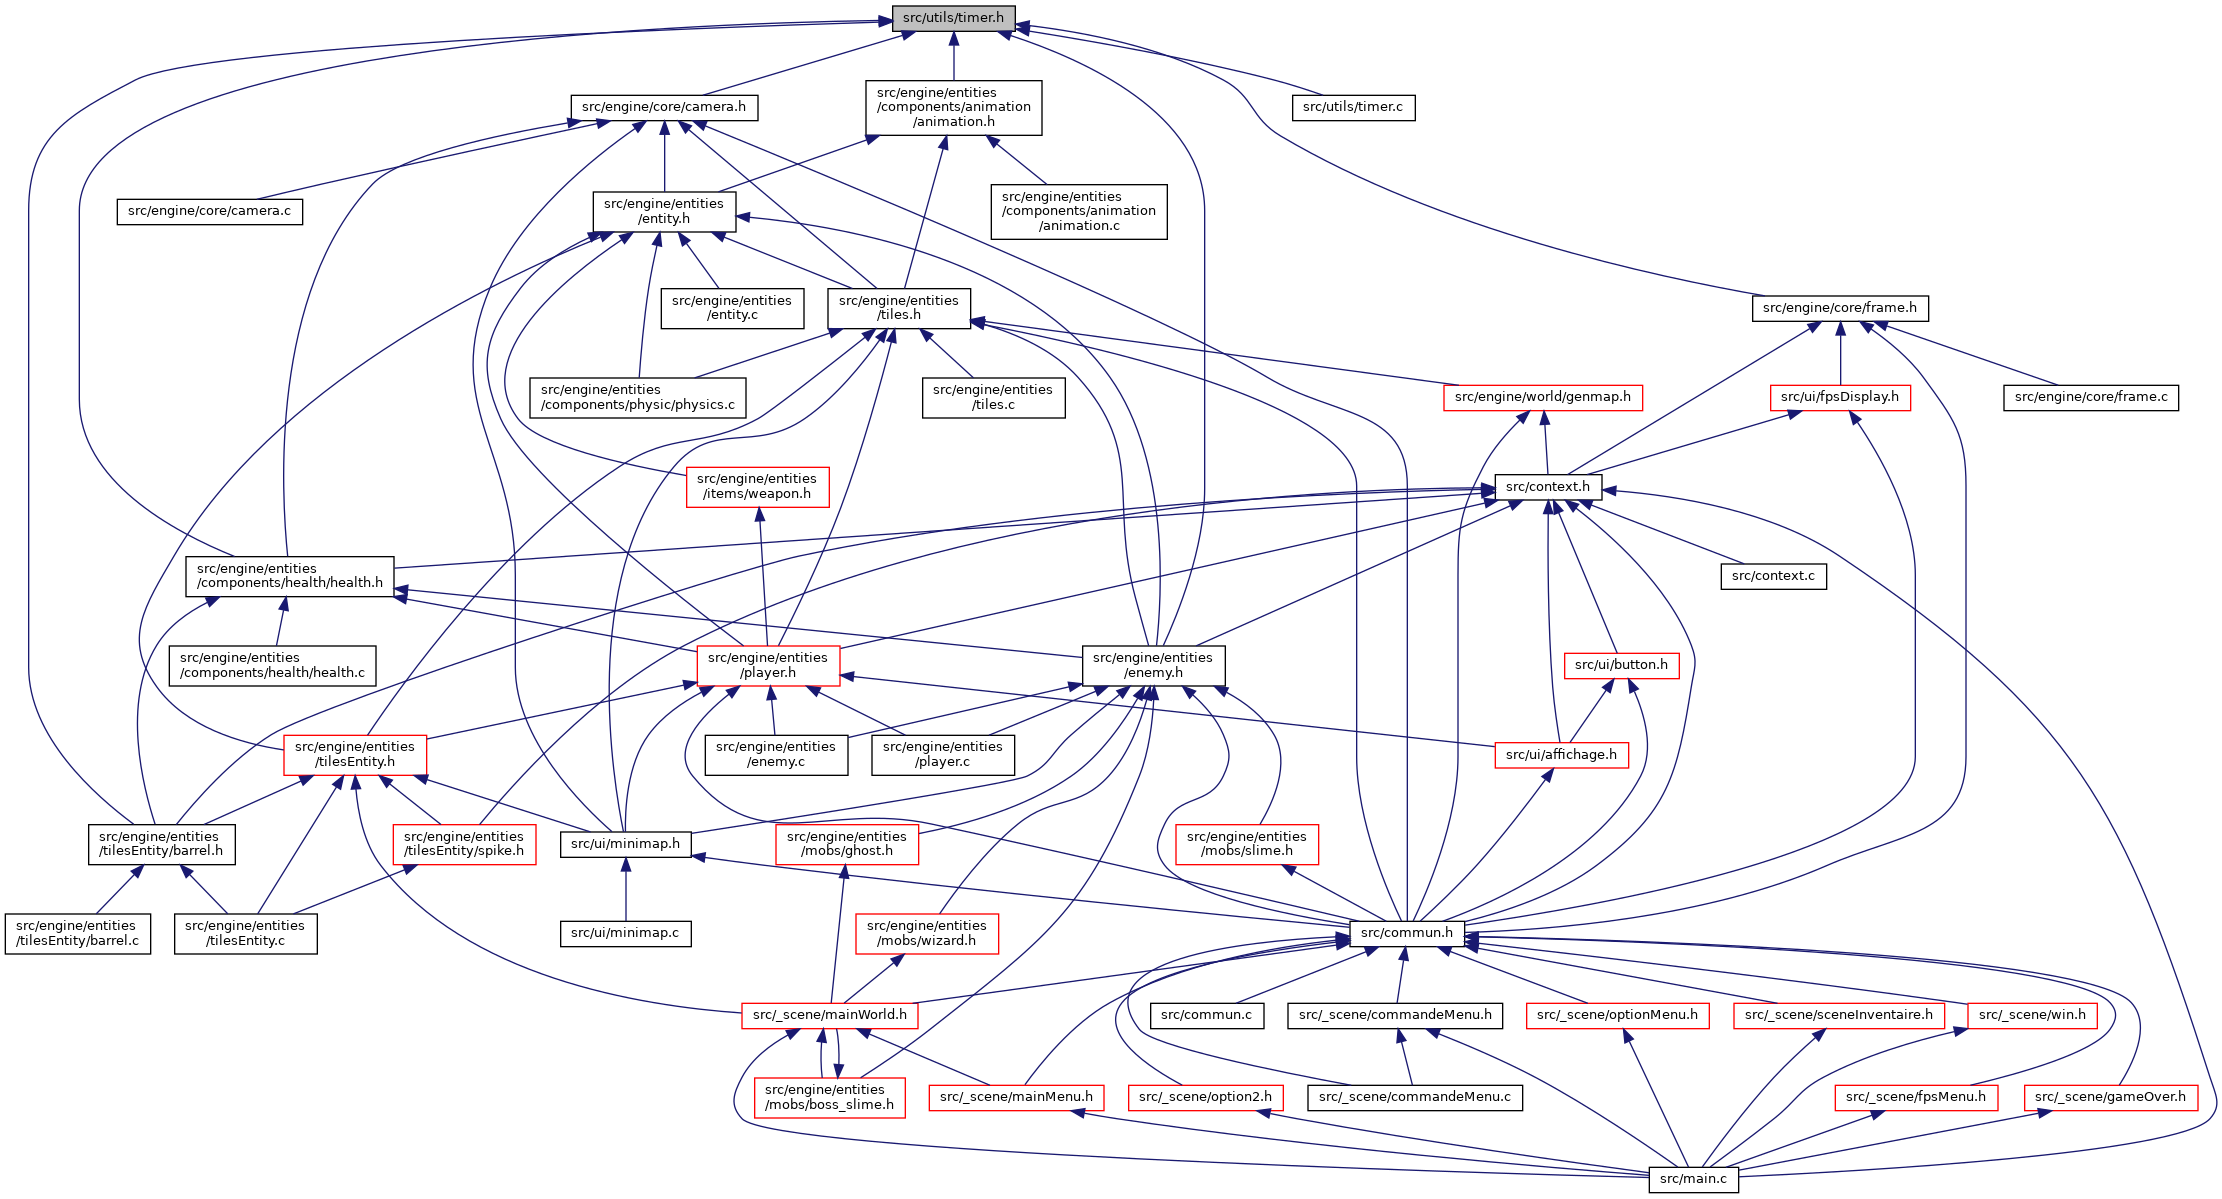 src/utils/timer.h
src/engine/core/camera.h
src/engine/entities
/components/animation
/animation.h
src/utils/timer.c
src/engine/core/camera.c
src/engine/entities
/entity.h
src/engine/entities
/components/animation
/animation.c
src/engine/entities
/entity.c
src/engine/entities
/tiles.h
src/engine/core/frame.h
src/engine/entities
/components/physic/physics.c
src/engine/entities
/tiles.c
src/engine/world/genmap.h
src/ui/fpsDisplay.h
src/engine/core/frame.c
src/engine/entities
/items/weapon.h
src/context.h
src/engine/entities
/components/health/health.h
src/context.c
src/engine/entities
/components/health/health.c
src/engine/entities
/player.h
src/engine/entities
/enemy.h
src/ui/button.h
src/engine/entities
/tilesEntity.h
src/engine/entities
/enemy.c
src/engine/entities
/player.c
src/ui/affichage.h
src/engine/entities
/tilesEntity/barrel.h
src/engine/entities
/tilesEntity/spike.h
src/ui/minimap.h
src/engine/entities
/mobs/ghost.h
src/engine/entities
/mobs/slime.h
src/engine/entities
/tilesEntity/barrel.c
src/engine/entities
/tilesEntity.c
src/ui/minimap.c
src/engine/entities
/mobs/wizard.h
src/commun.h
src/_scene/mainWorld.h
src/commun.c
src/_scene/commandeMenu.h
src/_scene/optionMenu.h
src/_scene/sceneInventaire.h
src/_scene/win.h
src/engine/entities
/mobs/boss_slime.h
src/_scene/mainMenu.h
src/_scene/option2.h
src/_scene/commandeMenu.c
src/_scene/fpsMenu.h
src/_scene/gameOver.h
src/main.c